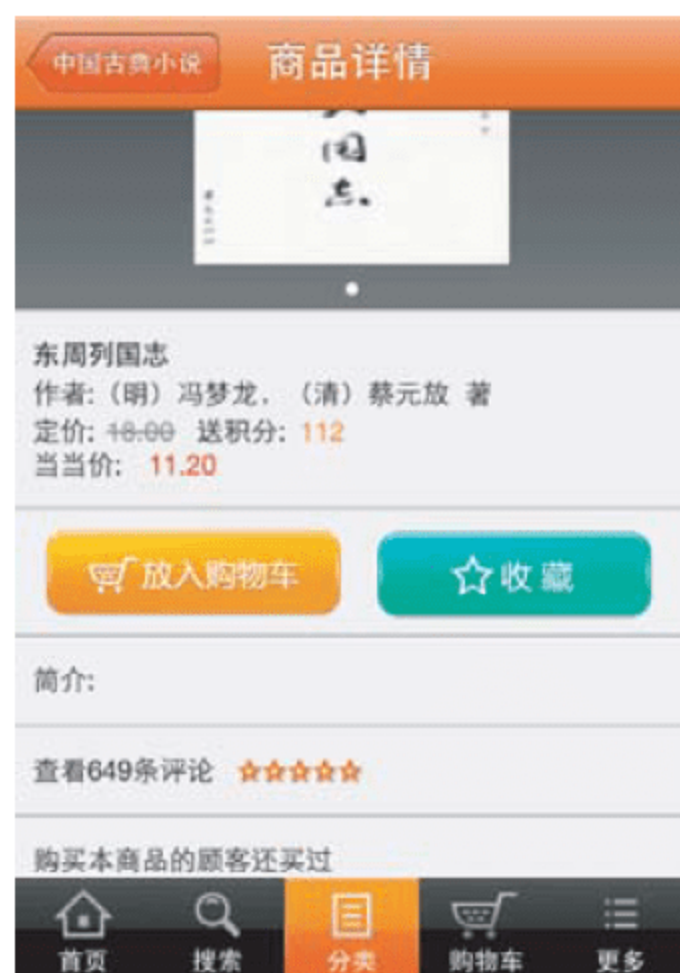 中国古典小说 商品详情
国
志
东周列国志
作者:（明）冯梦龙，（清）蔡元放 著
定价: 18.00 送积分: 112
当当价: 11.20
放入购物车 收藏
简介:
查看649条评论
购买本商品的顾客还买过
首页 搜索 分类 购物车 更多